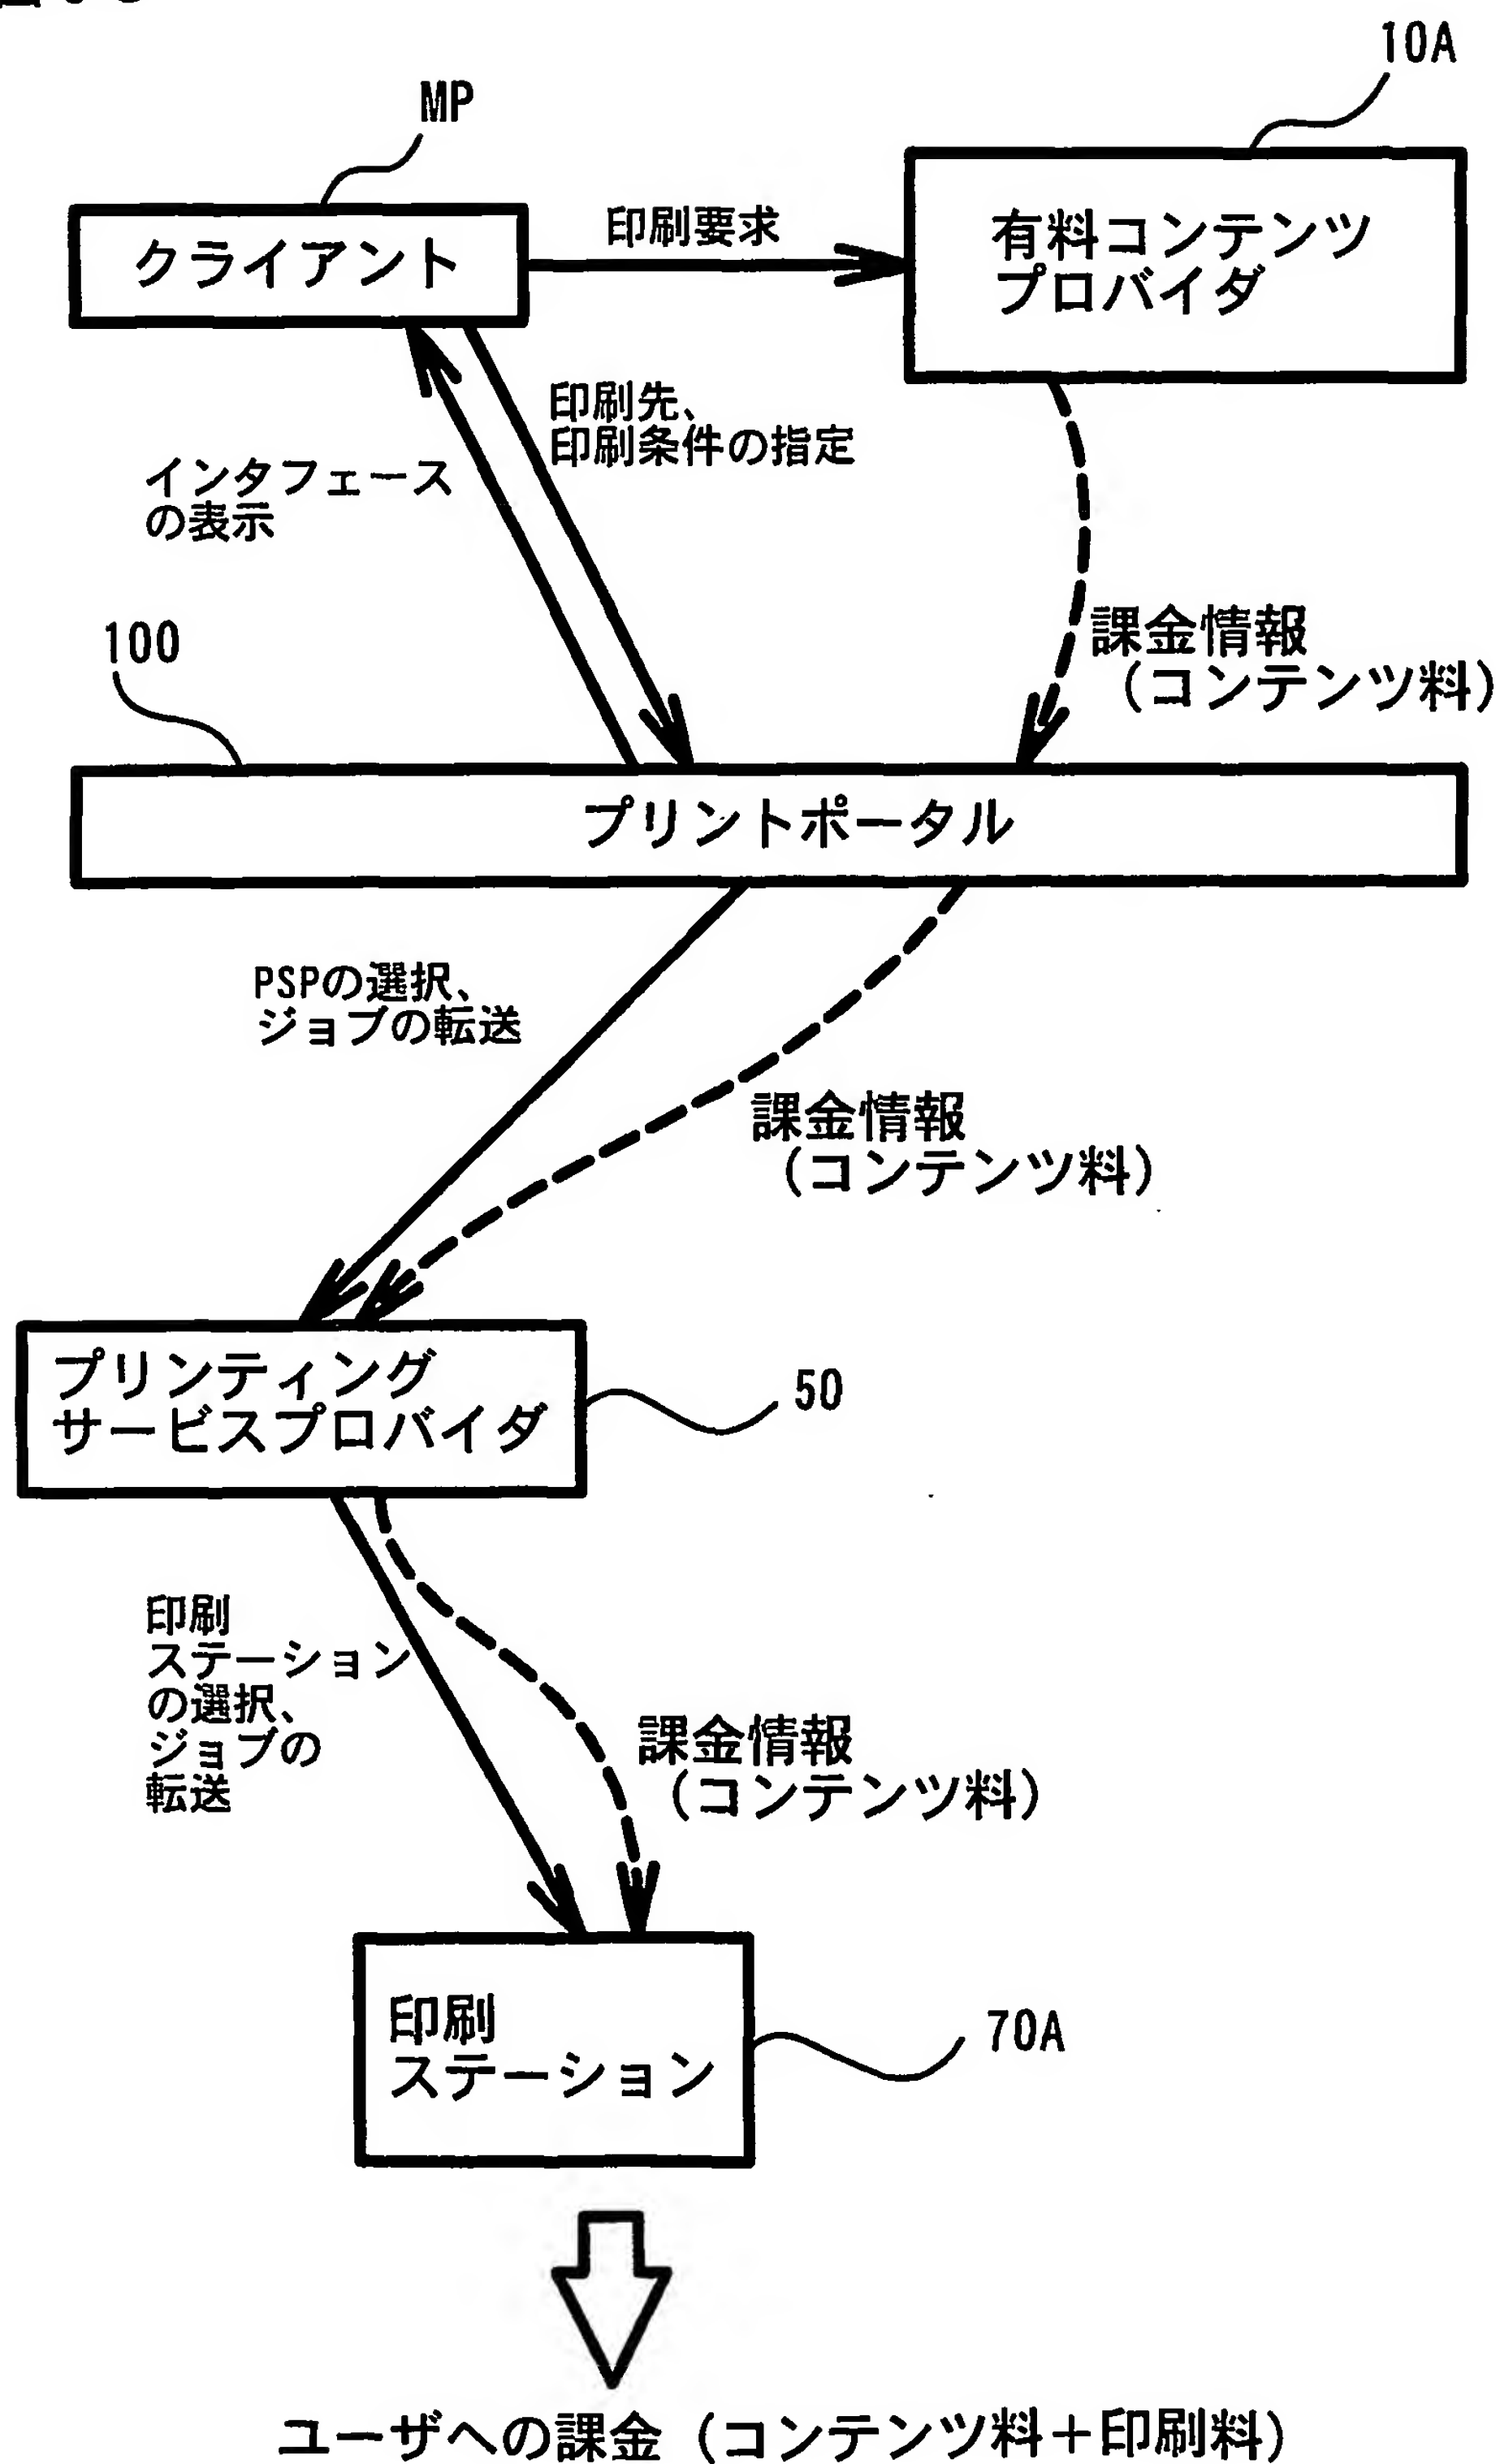 10A
MP
クライアント
印刷要求
有料コンテンツ
プロバイダ
印刷先、
印刷条件の指定
インタフェース
の表示
課金情報
（コンテンツ料）
100
プリントポータル
PSPの選択、
ジョブの転送
課金情報
（コンテンツ料）
プリンティング
サービスプロバイダ
50
印刷
ステーション
の選択、
ジョブの
転送
課金情報
（コンテンツ料）
印刷
ステーション
70A
ユーザへの課金（コンテンツ料＋印刷料）